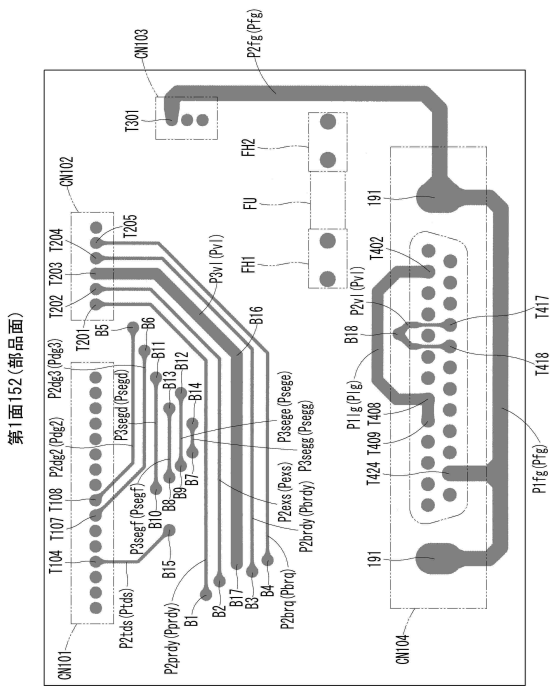 第1面152(部品面)
CN101
T104
T107
T108
P2dg2(Pdg2)
P2dg3(Pdg3)
T201
T202
T203
T204
CN102
T205
T301
CN103
P2fg(Pfg)
P2tds(Ptds)
P3segf(Psegf)
P3segd(Psegd)
B5
B6
B11
B13
B12
B14
B10
B8
B9
B7
B15
P3vl(Pvl)
P2prdy(Pprdy)
B1
B2
B17
B3
B4
B16
P3sege(Psege)
P3segg(Psegg)
P2exs(Pexs)
P2brdy(Pbrdy)
P2brq(Pbrq)
FH1
FU
FH2
P1lg(Plg)
B18
P2vl(Pvl)
T402
191
T408
T409
T424
191
CN104
T418
T417
P1fg(Pfg)